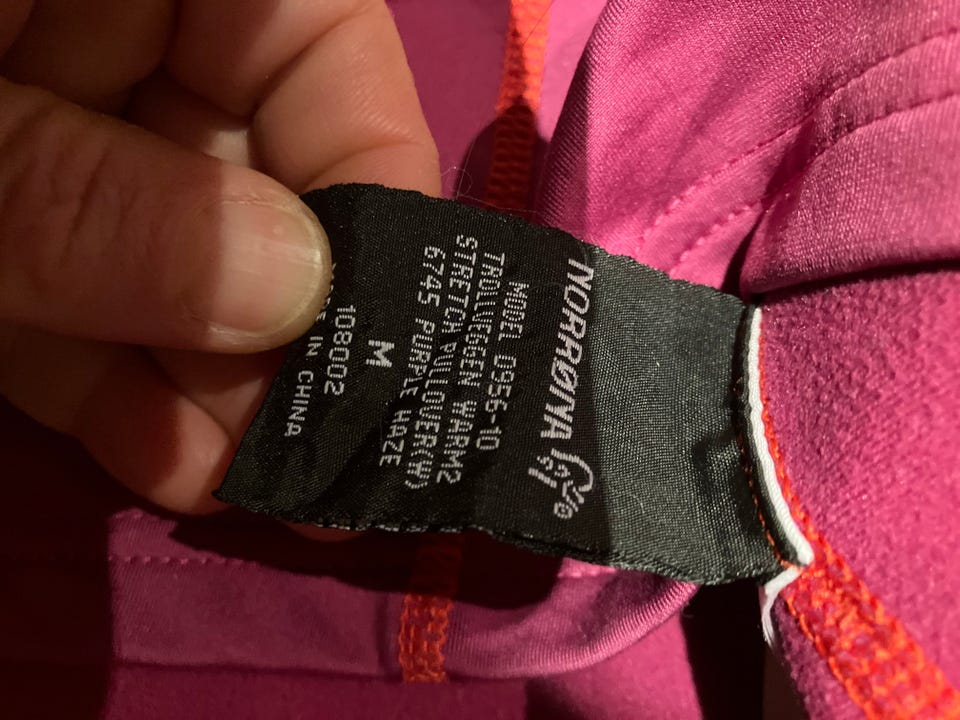 NORRØNA
MODEL 0956-10
TROLLVEGGEN WARM2
STRETCH PULLOVER(W)
6745 PURPLE HAZE
M
108002
IN CHINA